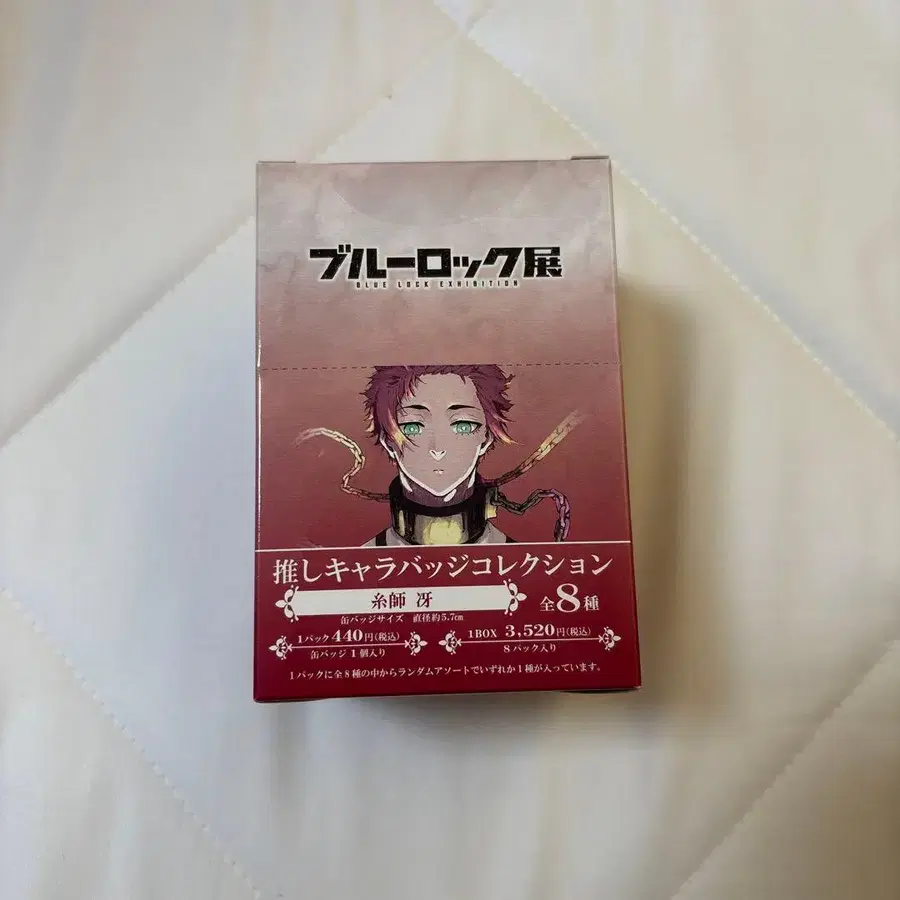 ブルーロック展
BLUE LOCK EXHIBITION
推しキャラバッジコレクション
糸師 冴
全8種
缶バッジサイズ 直径約5.7cm
1パック 440円(税込)
缶バッジ 1個入り
1BOX 3,520円(税込)
8パック入り
1パックに全8種の中からランダムアソートでいずれか1種が入っています。